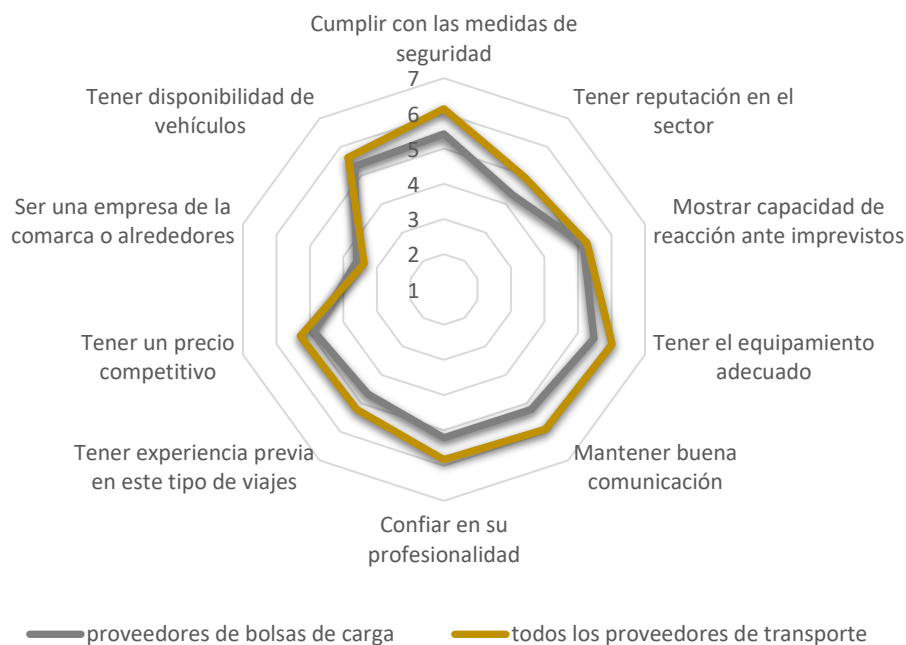 Cumplir con las medidas de
seguridad
Tener reputación en el
sector
Mostrar capacidad de
reacción ante imprevistos
Tener el equipamiento
adecuado
Mantener buena
comunicación
Confiar en su
profesionalidad
Tener experiencia previa
en este tipo de viajes
Tener un precio
competitivo
Ser una empresa de la
comarca o alrededores
Tener disponibilidad de
vehículos
7
6
5
4
3
2
1
proveedores de bolsas de carga
todos los proveedores de transporte